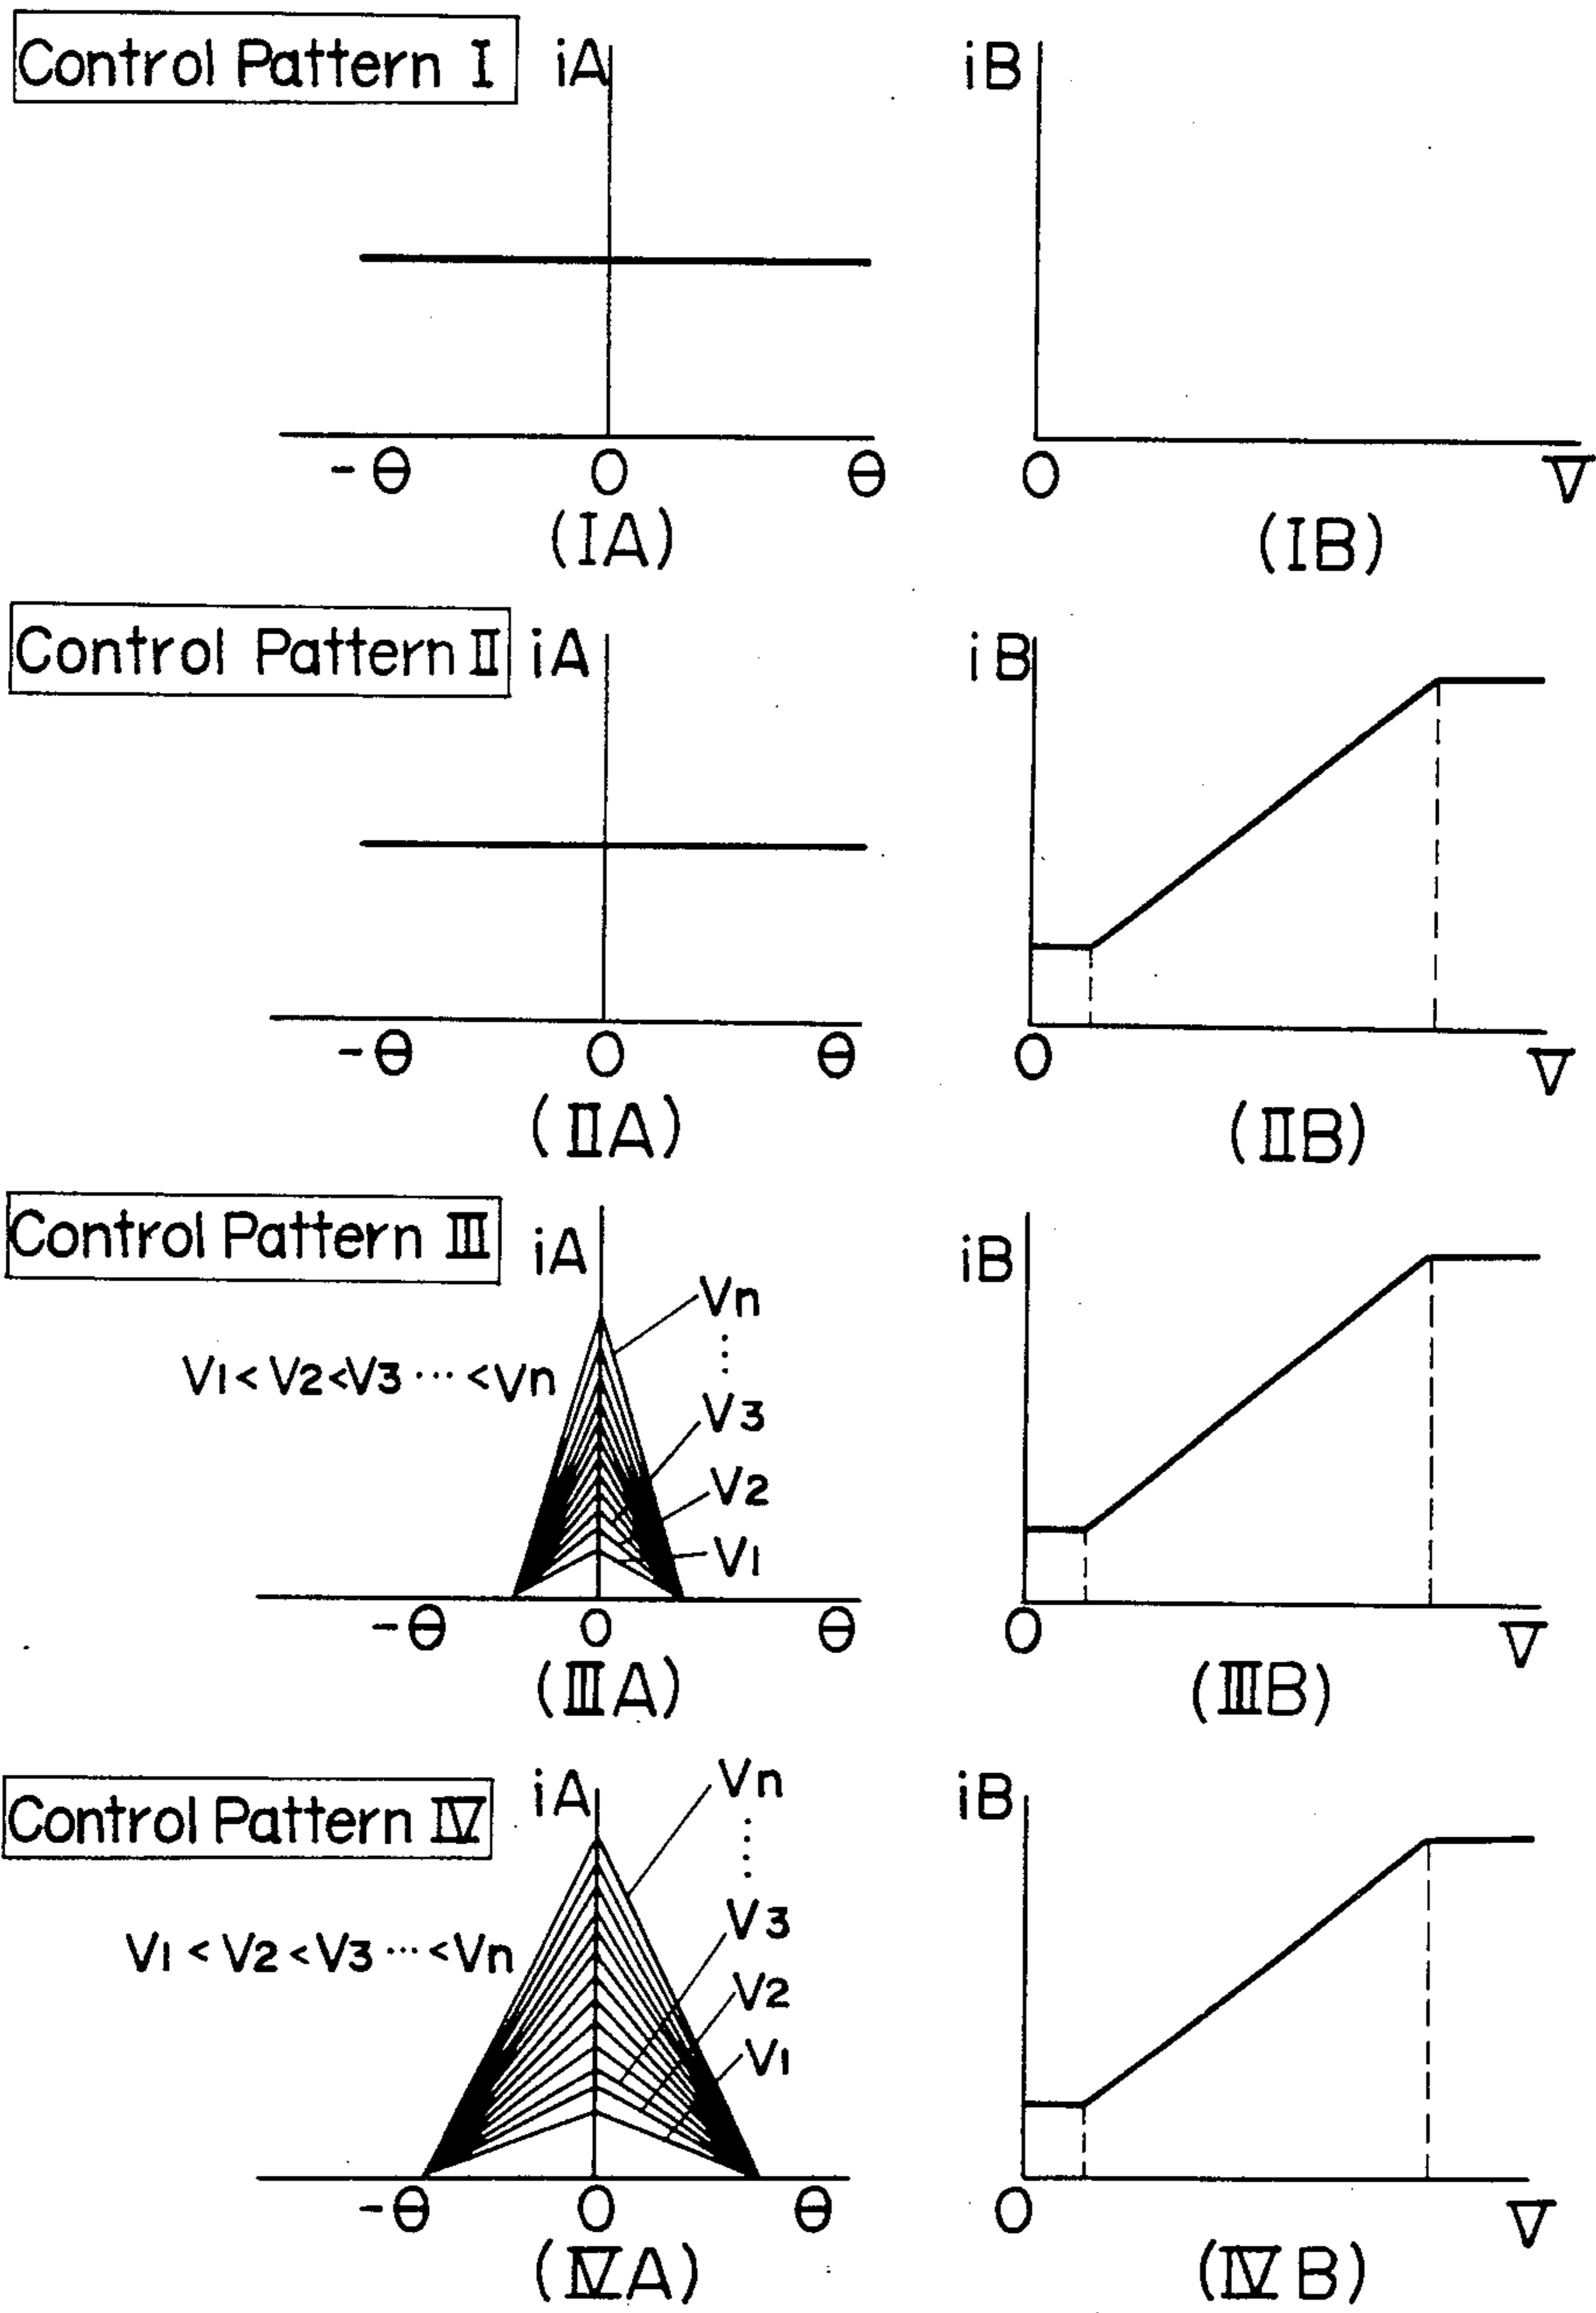 Control Pattern I
iA
iB
-θ 0 θ
0 V
(IA)
(IB)
Control Pattern II
iA
iB
-θ 0 θ
0 V
(IIA)
(IIB)
Control Pattern III
iA
iB
Vn
⋮
V1 < V2 < V3 ··· < Vn
V3
V2
V1
-θ 0 θ
0 V
(IIIA)
(IIIB)
Control Pattern IV
iA
iB
Vn
⋮
V3
V1 < V2 < V3 ··· < Vn
V2
V1
-θ 0 θ
0 V
(IVA)
(IVB)